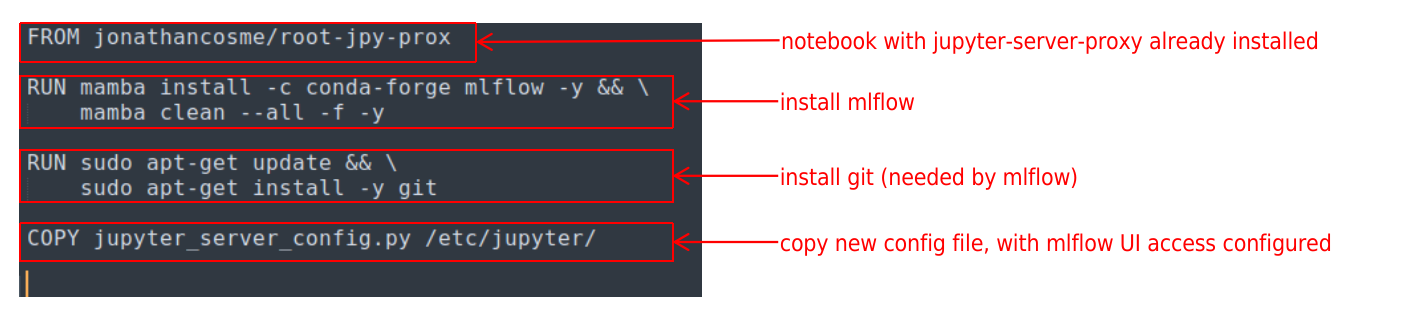 FROM jonathancosme/root-jpy-prox
notebook with jupyter-server-proxy already installed
RUN mamba install -c conda-forge mlflow -y && \
    mamba clean --all -f -y
install mlflow
RUN sudo apt-get update && \
    sudo apt-get install -y git
install git (needed by mlflow)
COPY jupyter_server_config.py /etc/jupyter/
copy new config file, with mlflow UI access configured